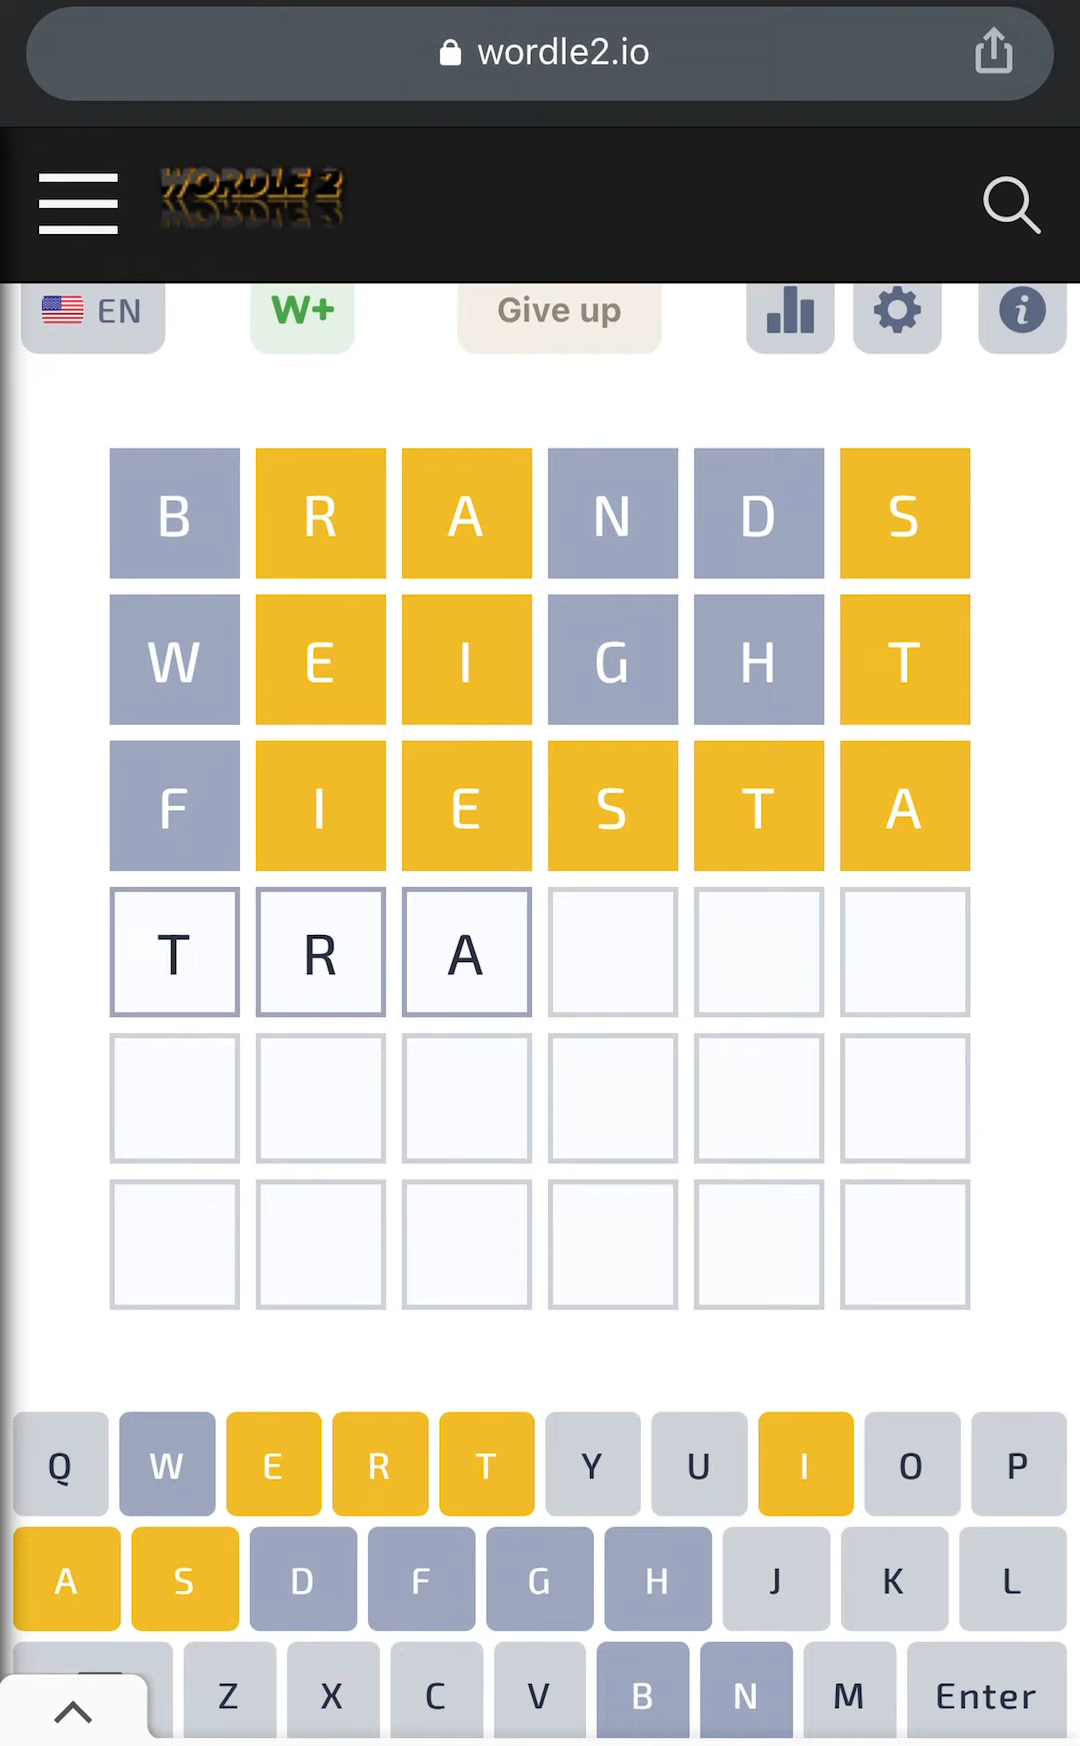 wordle2.io
WORDLE 2
EN
W+
Give up
B R A N D S
W E I G H T
F I E S T A
T R A
Q W E R T Y U I O P
A S D F G H J K L
Z X C V B N M Enter